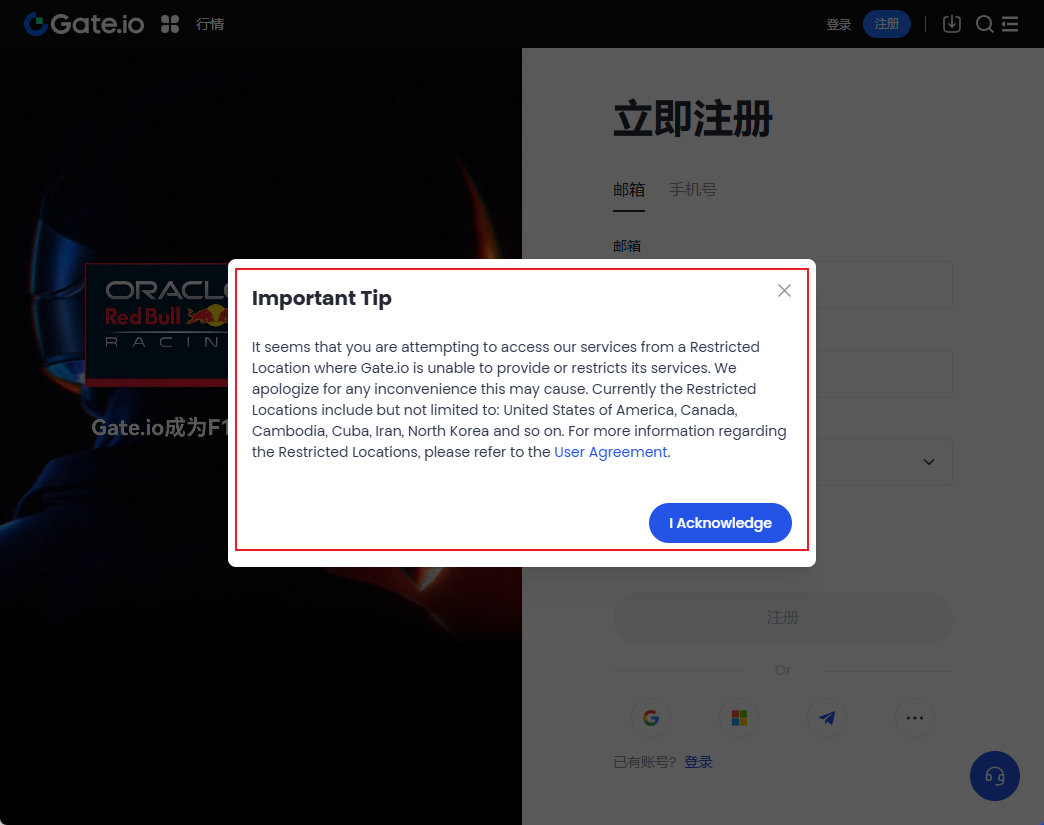 Gate.io 行情 登录 注册
立即注册
邮箱 手机号
邮箱
ORACLE
Red Bull
RACIN
Gate.io成为F1
Important Tip
It seems that you are attempting to access our services from a Restricted
Location where Gate.io is unable to provide or restricts its services. We
apologize for any inconvenience this may cause. Currently the Restricted
Locations include but not limited to: United States of America, Canada,
Cambodia, Cuba, Iran, North Korea and so on. For more information regarding
the Restricted Locations, please refer to the User Agreement.
I Acknowledge
注册
Or
已有账号? 登录